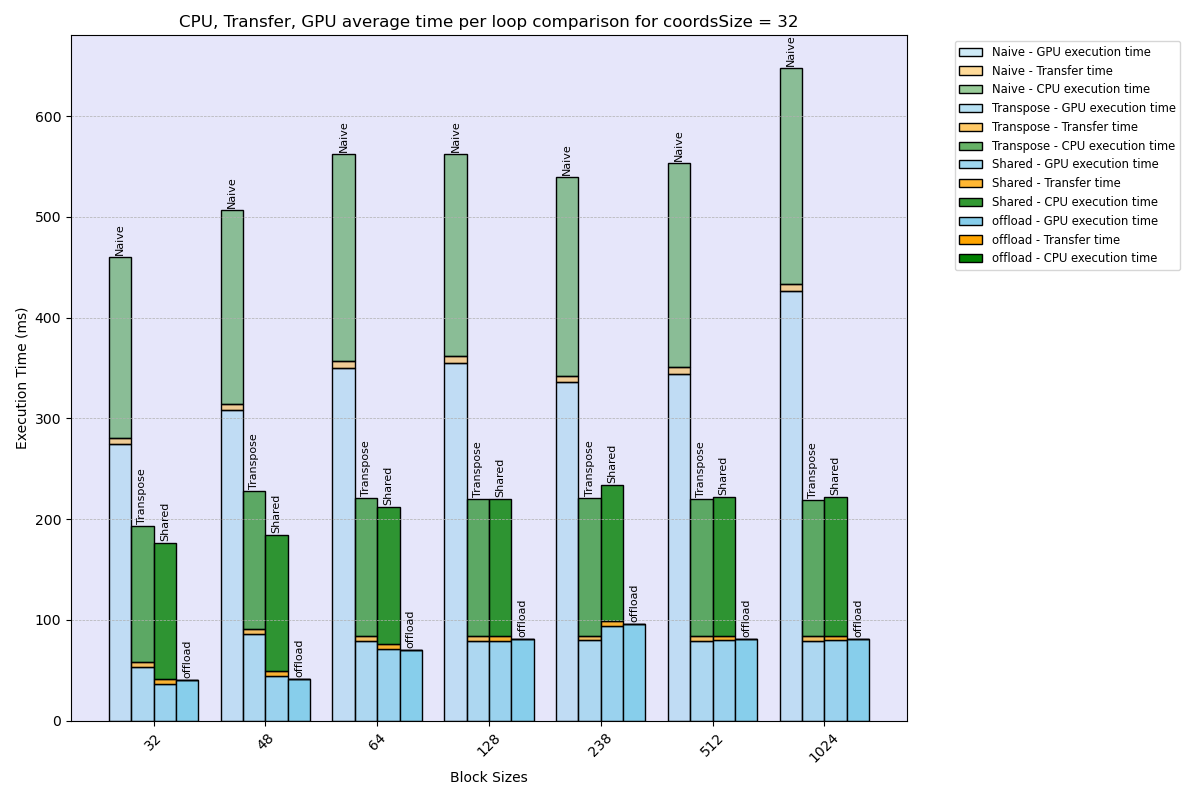 CPU, Transfer, GPU average time per loop comparison for coordsSize = 32
Execution Time (ms)
600
500
400
300
200
100
0
Naive
Transpose
Shared
offload
Naive
Transpose
Shared
offload
Naive
Transpose
Shared
offload
Naive
Transpose
Shared
offload
Naive
Transpose
Shared
offload
Naive
Transpose
Shared
offload
Naive
Transpose
Shared
offload
32
48
64
128
238
512
1024
Block Sizes
Naive - GPU execution time
Naive - Transfer time
Naive - CPU execution time
Transpose - GPU execution time
Transpose - Transfer time
Transpose - CPU execution time
Shared - GPU execution time
Shared - Transfer time
Shared - CPU execution time
offload - GPU execution time
offload - Transfer time
offload - CPU execution time